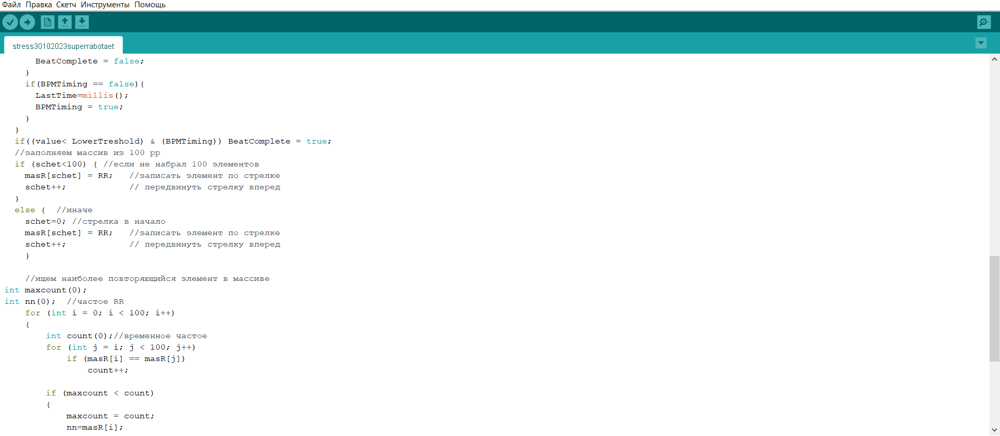 Файл Правка Скетч Инструменты Помощь
stress30102023superrabotaet
BeatComplete = false;
}
if(BPMTiming == false){
LastTime=millis();
BPMTiming = true;
}
}
if((value< LowerTreshold) & (BPMTiming)) BeatComplete = true;
//заполняем массив из 100 рр
if (schet<100) { //если не набрал 100 элементов
masR[schet] = RR; //записать элемент по стрелке
schet++; // передвинуть стрелку вперед
}
else { //иначе
schet=0; //стрелка в начало
masR[schet] = RR; //записать элемент по стрелке
schet++; // передвинуть стрелку вперед
}
//ищем наиболее повторяющийся элемент в массиве
int maxcount(0);
int nn(0); //частое RR
for (int i = 0; i < 100; i++)
{
int count(0);//временное частое
for (int j = i; j < 100; j++)
if (masR[i] == masR[j])
count++;
if (maxcount < count)
{
maxcount = count;
nn=masR[i];